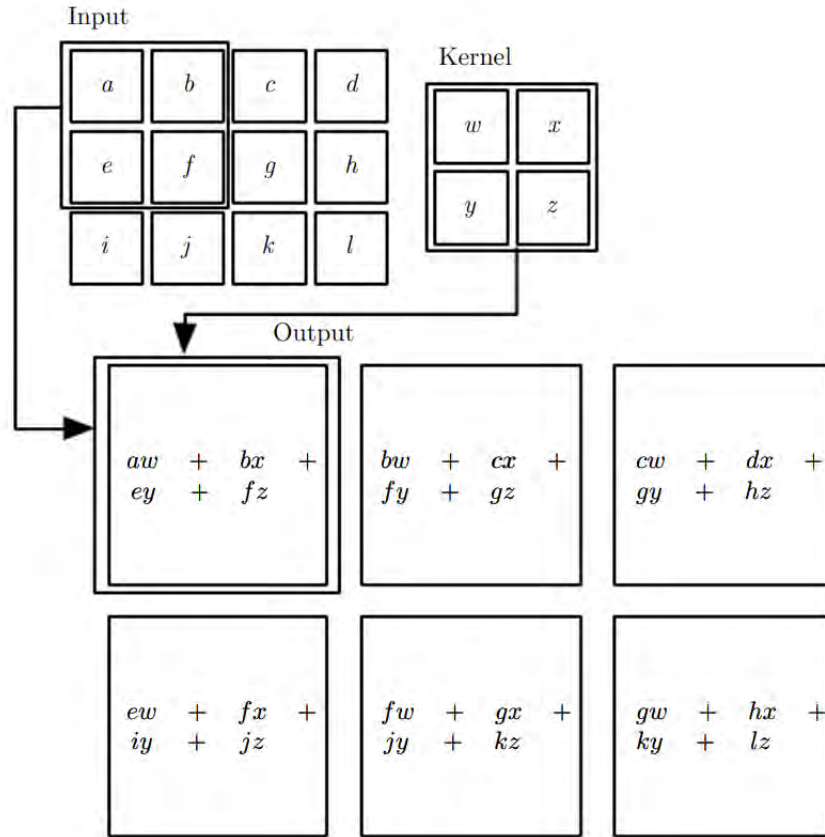 Input
a b c d
e f g h
i j k l
Kernel
w x
y z
Output
aw + bx +
ey + fz
bw + cx +
fy + gz
cw + dx +
gy + hz
ew + fx +
iy + jz
fw + gx +
jy + kz
gw + hx +
ky + lz